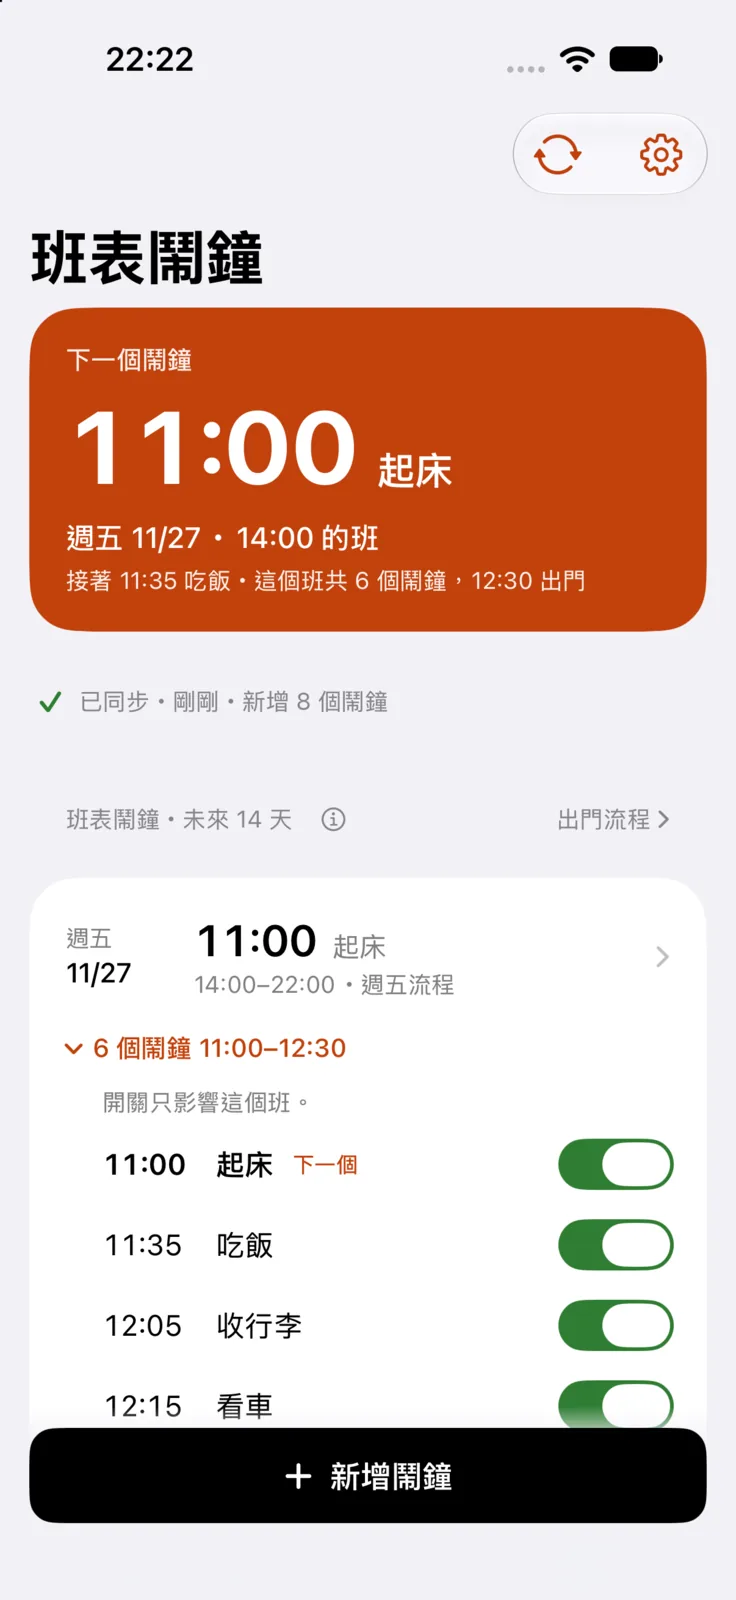 22:22
班表鬧鐘
下一個鬧鐘
11:00 起床
週五 11/27・14:00 的班
接著 11:35 吃飯・這個班共 6 個鬧鐘，12:30 出門
已同步・剛剛・新增 8 個鬧鐘
班表鬧鐘・未來 14 天
出門流程
週五
11/27
11:00 起床
14:00–22:00・週五流程
6 個鬧鐘 11:00–12:30
開關只影響這個班。
11:00 起床 下一個
11:35 吃飯
12:05 收行李
12:15 看車
新增鬧鐘